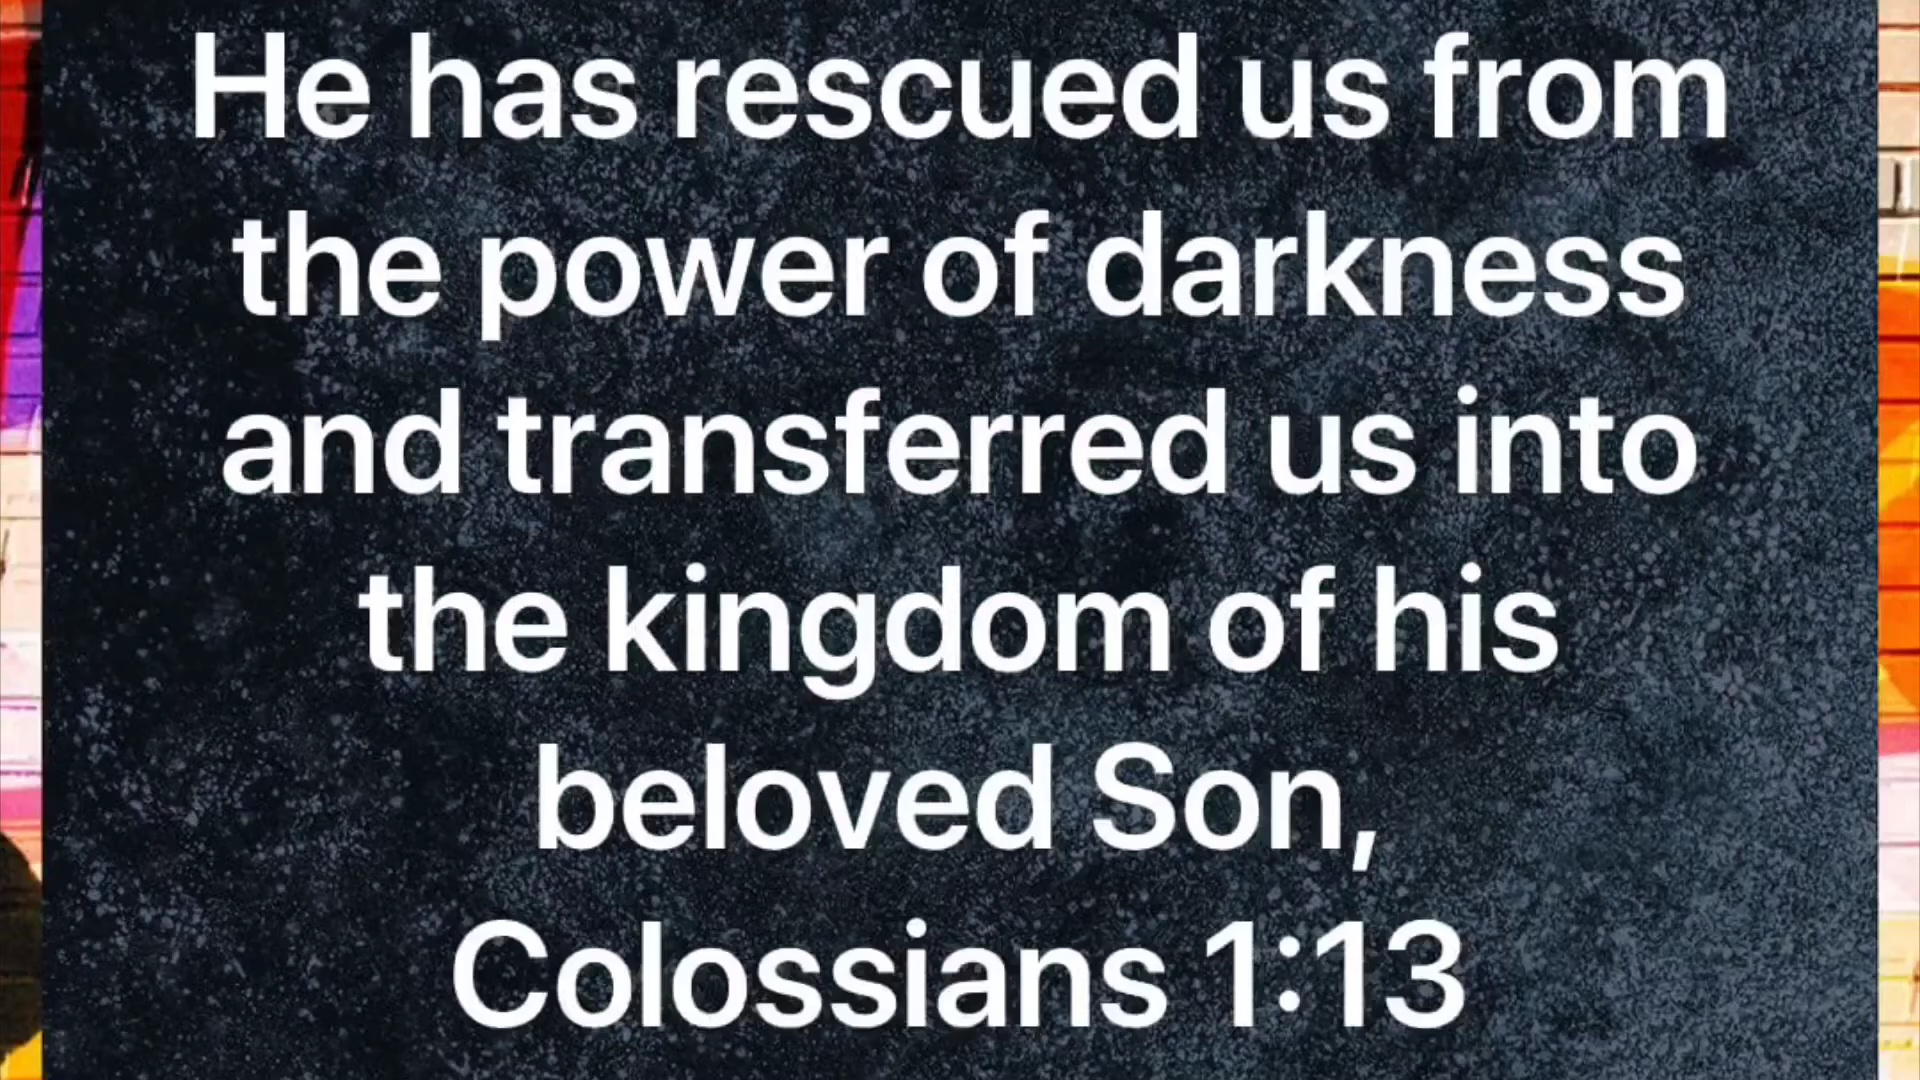 He has rescued us from
the power of darkness
and transferred us into
the kingdom of his
beloved Son,
Colossians 1:13